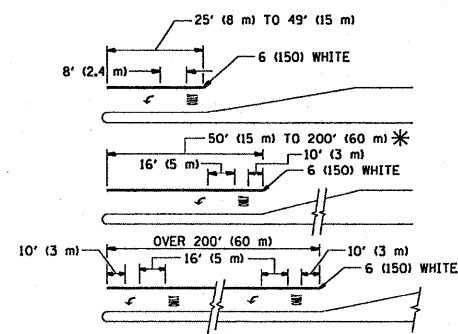 25' (8 m) TO 49' (15 m)
6 (150) WHITE
8' (2.4 m)
50' (15 m) TO 200' (60 m) *
10' (3 m)
16' (5 m)
6 (150) WHITE
OVER 200' (60 m)
10' (3 m)
16' (5 m)
10' (3 m)
6 (150) WHITE